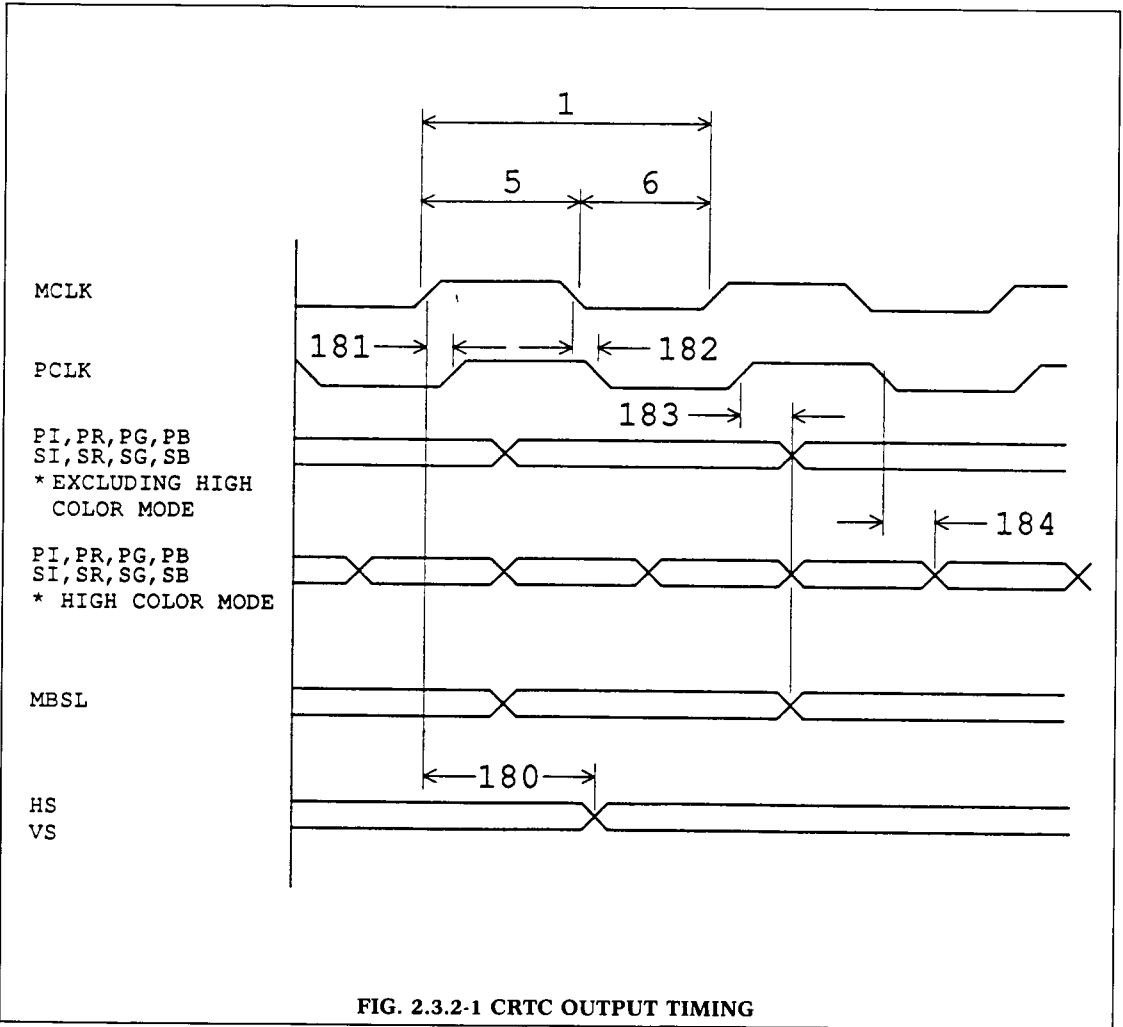 1
5 6
MCLK
181 182
PCLK
183
PI,PR,PG,PB
SI,SR,SG,SB
* EXCLUDING HIGH
COLOR MODE
184
PI,PR,PG,PB
SI,SR,SG,SB
* HIGH COLOR MODE
MBSL
180
HS
VS
FIG. 2.3.2-1 CRTC OUTPUT TIMING